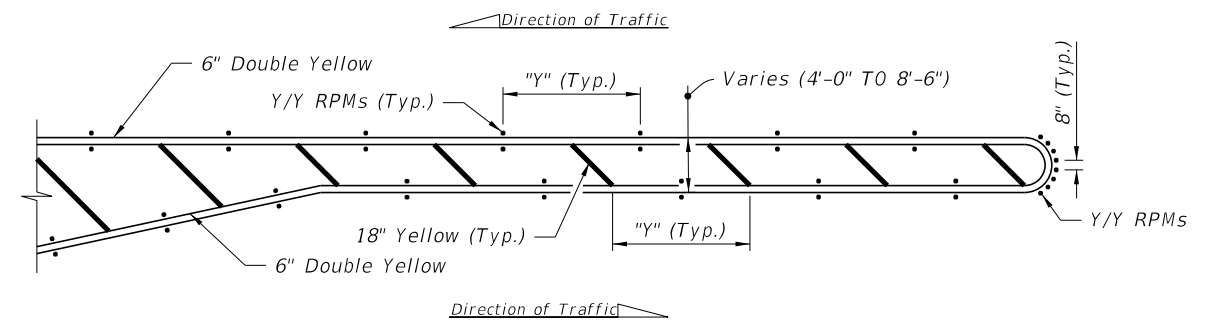 Direction of Traffic
6" Double Yellow
"Y" (Typ.)
Varies (4'-0" TO 8'-6")
8" (Typ.)
Y/Y RPMs (Typ.)
Y/Y RPMs
18" Yellow (Typ.)
"Y" (Typ.)
6" Double Yellow
Direction of Traffic